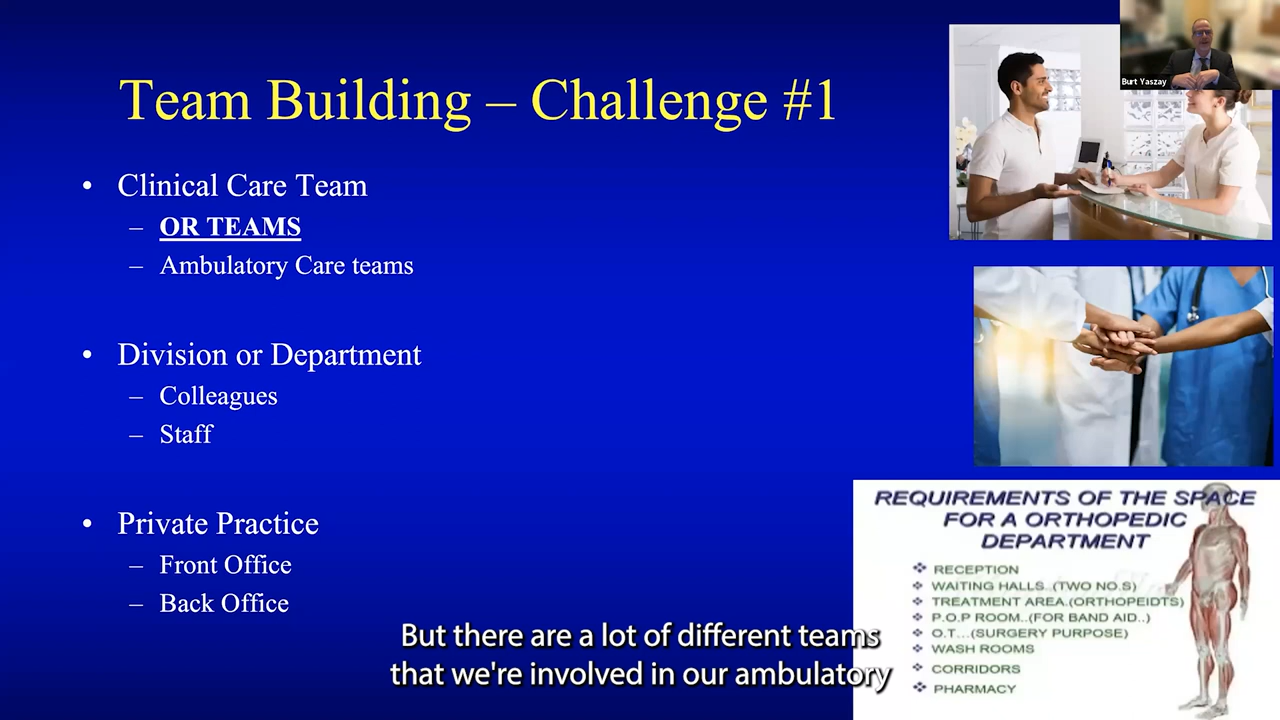 Team Building – Challenge #1
• Clinical Care Team
– OR TEAMS
– Ambulatory Care teams
• Division or Department
– Colleagues
– Staff
• Private Practice
– Front Office
– Back Office
Burt Yaszay
REQUIREMENTS OF THE SPACE
FOR A ORTHOPEDIC
DEPARTMENT
❖ RECEPTION
❖ WAITING HALLS..(TWO NO.S)
❖ TREATMENT AREA.(ORTHOPEIDTS)
❖ P.O.P ROOM..(FOR BAND AID..)
❖ O.T...(SURGERY PURPOSE)
❖ WASH ROOMS
❖ CORRIDORS
❖ PHARMACY
But there are a lot of different teams
that we're involved in our ambulatory